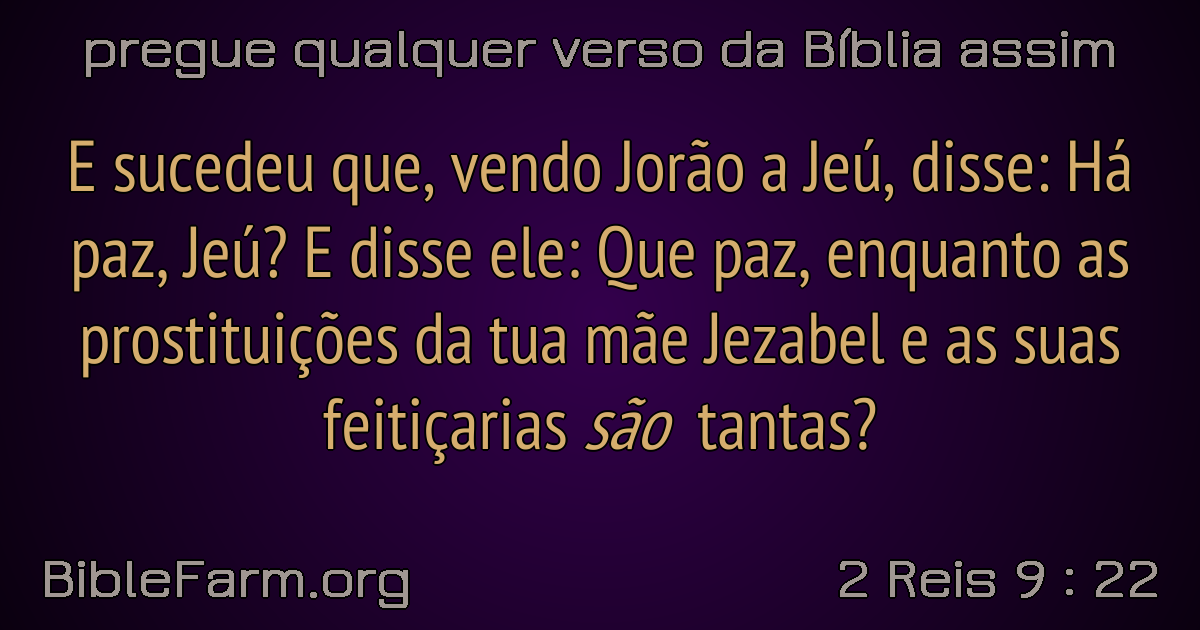 pregue qualquer verso da Bíblia assim
E sucedeu que, vendo Jorão a Jeú, disse: Há
paz, Jeú? E disse ele: Que paz, enquanto as
prostituições da tua mãe Jezabel e as suas
feitiçarias são tantas?
BibleFarm.org
2 Reis 9 : 22